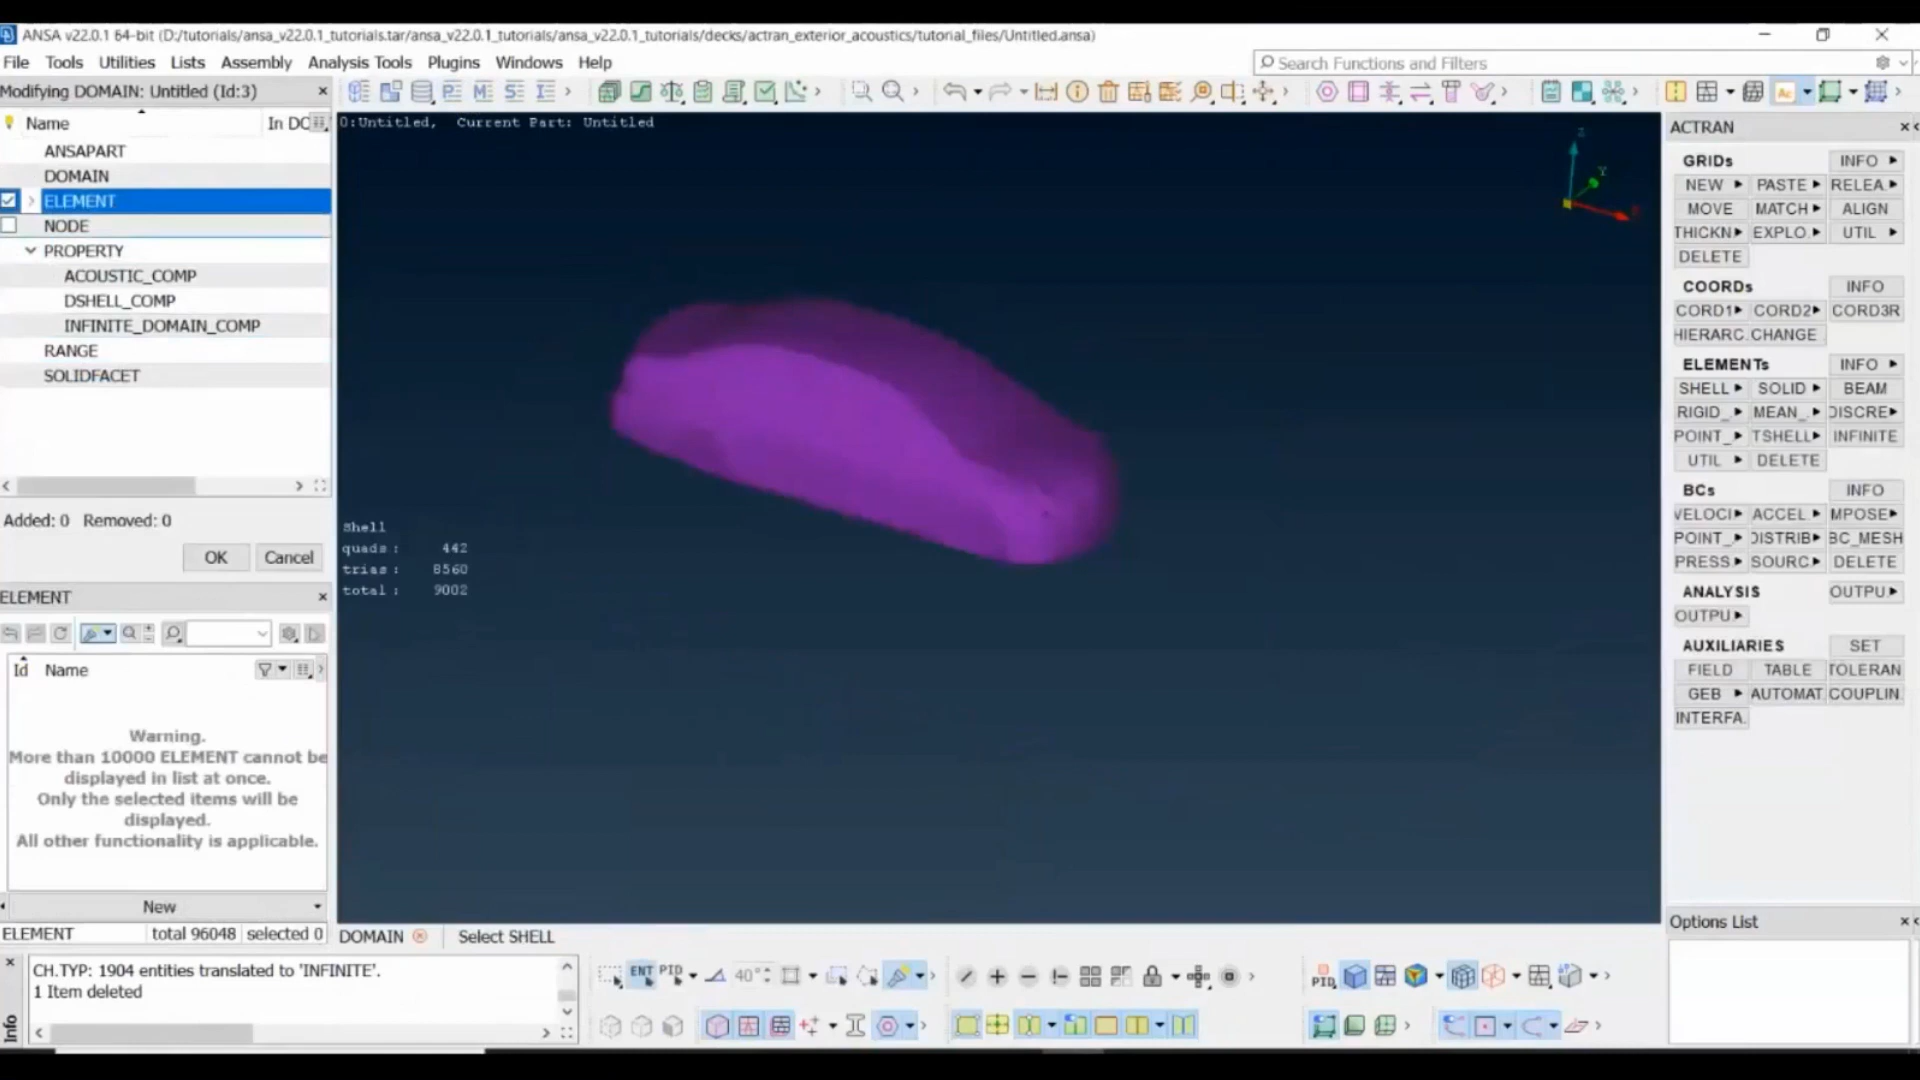 ANSA v22.0.1 64-bit (D:/tutorials/ansa_v22.0.1_tutorials.tar/ansa_v22.0.1_tutorials/ansa_v22.0.1_tutorials/decks/actran_exterior_acoustics/tutorial_files/Untitled.ansa)
File Tools Utilities Lists Assembly Analysis Tools Plugins Windows Help
Search Functions and Filters
Modifying DOMAIN: Untitled (Id:3)
Name In DO
ANSAPART
DOMAIN
ELEMENT
NODE
PROPERTY
ACOUSTIC_COMP
DSHELL_COMP
INFINITE_DOMAIN_COMP
RANGE
SOLIDFACET
Added: 0 Removed: 0
OK Cancel
ELEMENT
Id Name
Warning.
More than 10000 ELEMENT cannot be
displayed in list at once.
Only the selected items will be
displayed.
All other functionality is applicable.
New
ELEMENT total 96048 selected 0
0:Untitled, Current Part: Untitled
Z
Y
Shell
quads : 442
trias : 8560
total : 9002
DOMAIN Select SHELL
Info
CH.TYP: 1904 entities translated to 'INFINITE'.
1 Item deleted
ENT PID 40°
PID
Ac
ACTRAN
GRIDs INFO
NEW PASTE RELEA.
MOVE MATCH ALIGN
THICKN EXPLO. UTIL
DELETE
COORDs INFO
CORD1 CORD2 CORD3R
HIERARC. CHANGE
ELEMENTs INFO
SHELL SOLID BEAM
RIGID_ MEAN_ DISCRE
POINT_ TSHELL INFINITE
UTIL DELETE
BCs INFO
VELOCI ACCEL. MPOSE
POINT_ DISTRIB BC_MESH
PRESS SOURC. DELETE
ANALYSIS OUTPU
OUTPU
AUXILIARIES SET
FIELD TABLE TOLERAN
GEB AUTOMAT COUPLIN.
INTERFA.
Options List